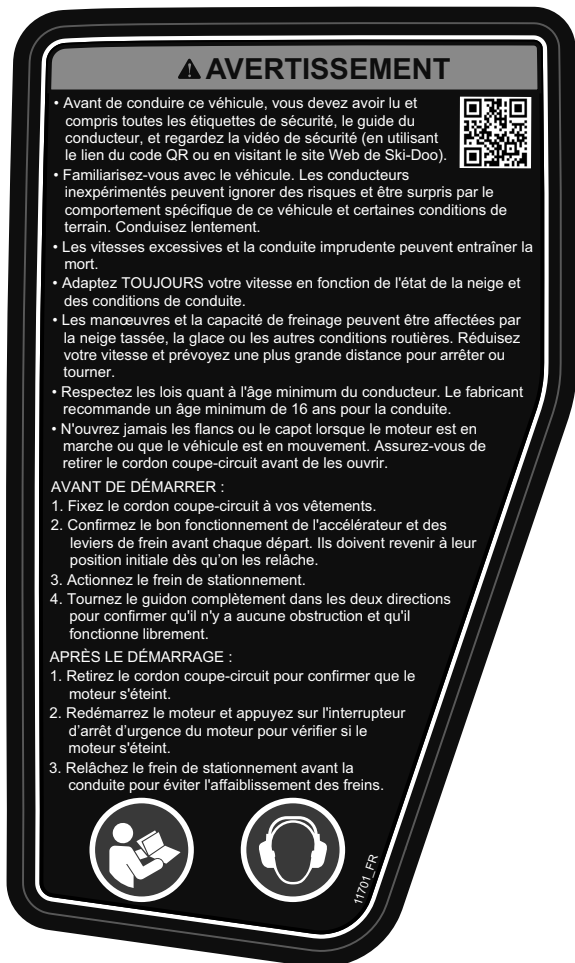 AVERTISSEMENT
• Avant de conduire ce véhicule, vous devez avoir lu et
compris toutes les étiquettes de sécurité, le guide du
conducteur, et regardez la vidéo de sécurité (en utilisant
le lien du code QR ou en visitant le site Web de Ski-Doo).
• Familiarisez-vous avec le véhicule. Les conducteurs
inexpérimentés peuvent ignorer des risques et être surpris par le
comportement spécifique de ce véhicule et certaines conditions de
terrain. Conduisez lentement.
• Les vitesses excessives et la conduite imprudente peuvent entraîner la
mort.
• Adaptez TOUJOURS votre vitesse en fonction de l'état de la neige et
des conditions de conduite.
• Les manœuvres et la capacité de freinage peuvent être affectées par
la neige tassée, la glace ou les autres conditions routières. Réduisez
votre vitesse et prévoyez une plus grande distance pour arrêter ou
tourner.
• Respectez les lois quant à l'âge minimum du conducteur. Le fabricant
recommande un âge minimum de 16 ans pour la conduite.
• N'ouvrez jamais les flancs ou le capot lorsque le moteur est en
marche ou que le véhicule est en mouvement. Assurez-vous de
retirer le cordon coupe-circuit avant de les ouvrir.
AVANT DE DÉMARRER :
1. Fixez le cordon coupe-circuit à vos vêtements.
2. Confirmez le bon fonctionnement de l'accélérateur et des
leviers de frein avant chaque départ. Ils doivent revenir à leur
position initiale dès qu’on les relâche.
3. Actionnez le frein de stationnement.
4. Tournez le guidon complètement dans les deux directions
pour confirmer qu'il n'y a aucune obstruction et qu'il
fonctionne librement.
APRÈS LE DÉMARRAGE :
1. Retirez le cordon coupe-circuit pour confirmer que le
moteur s'éteint.
2. Redémarrez le moteur et appuyez sur l'interrupteur
d’arrêt d’urgence du moteur pour vérifier si le
moteur s'éteint.
3. Relâchez le frein de stationnement avant la
conduite pour éviter l'affaiblissement des freins.
11701_FR